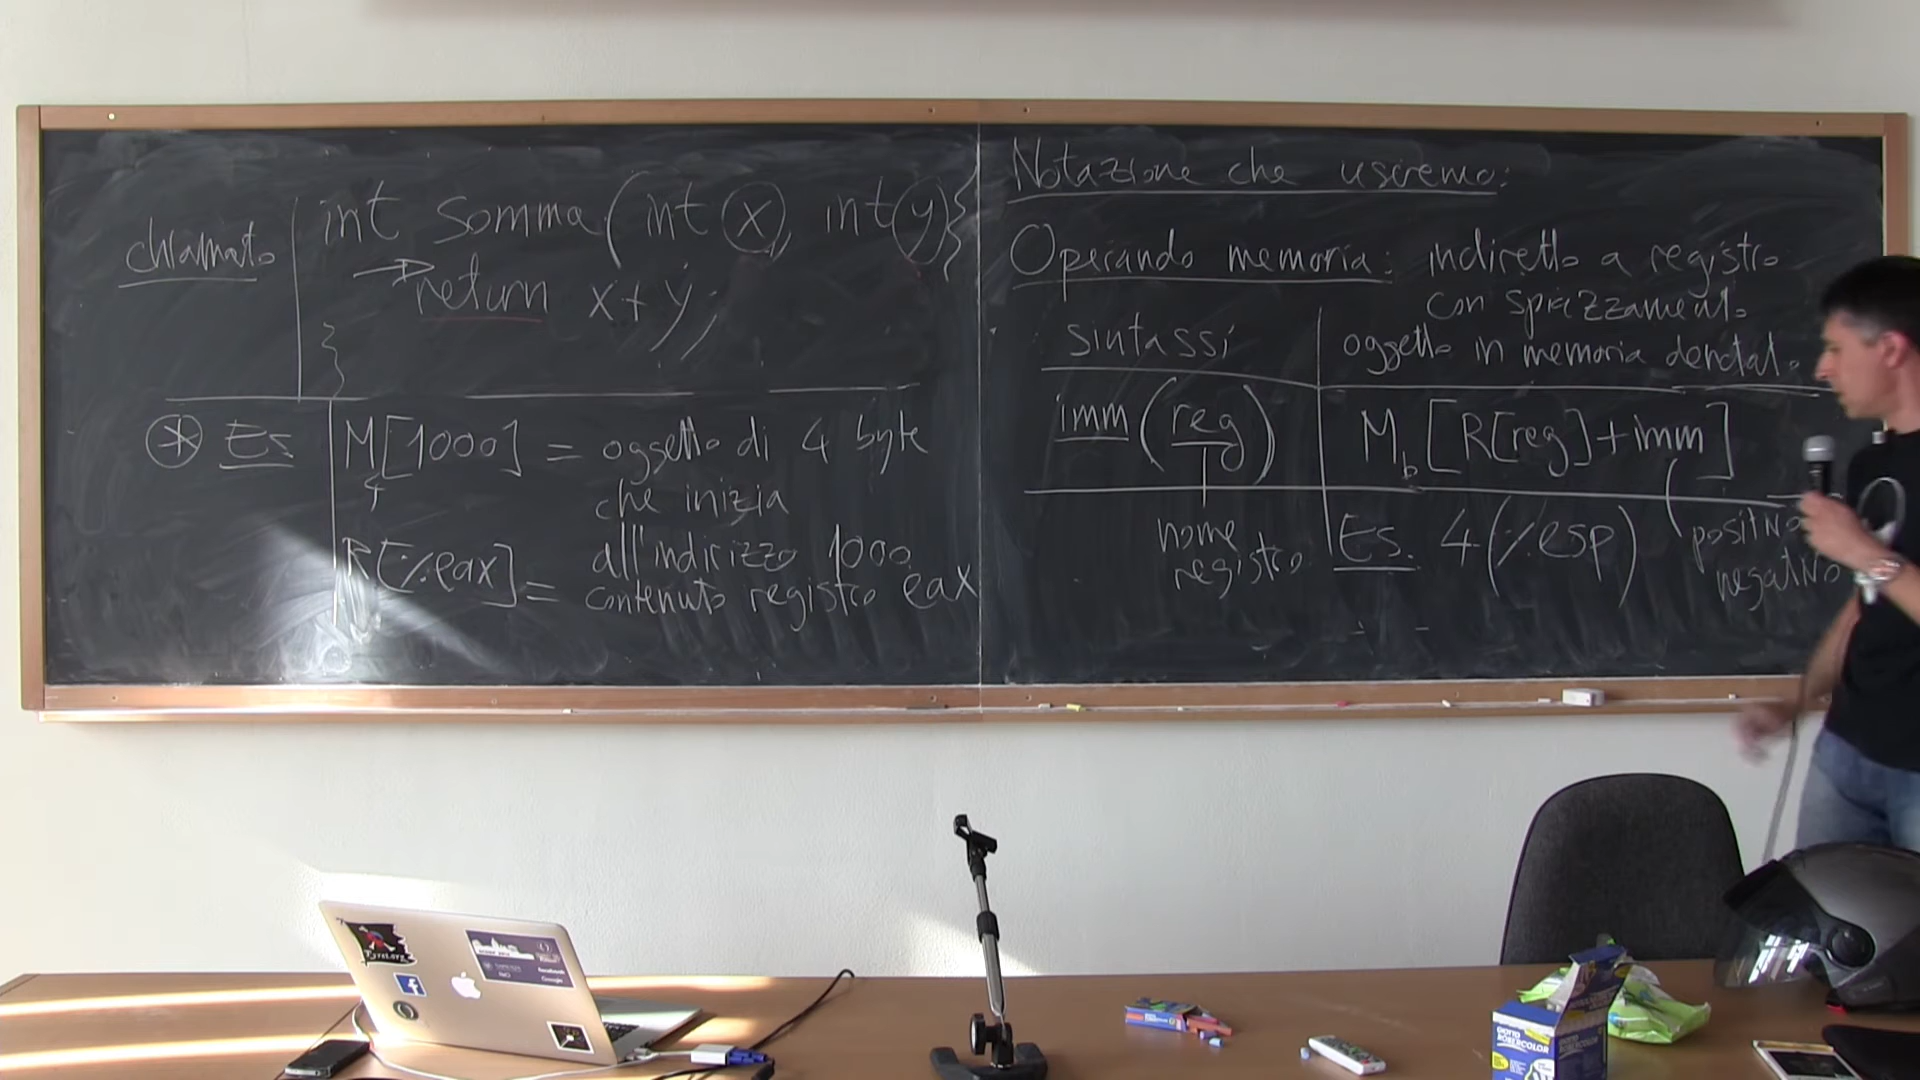 chiamato
int somma (int x, int y) {
return x+y;
}
* Es
M4[1000] = oggetto di 4 byte
che inizia
all'indirizzo 1000
R[%eax] = contenuto registro eax
Notazione che useremo:
Operando memoria: indiretto a registro
con spiazzamento
sintassi
oggetto in memoria denotato
imm (reg)
Mb[R[reg]+imm]
nome
registro
Es. 4(%esp)
positivo
negativo
GIOTTO
ROBERCOLOR